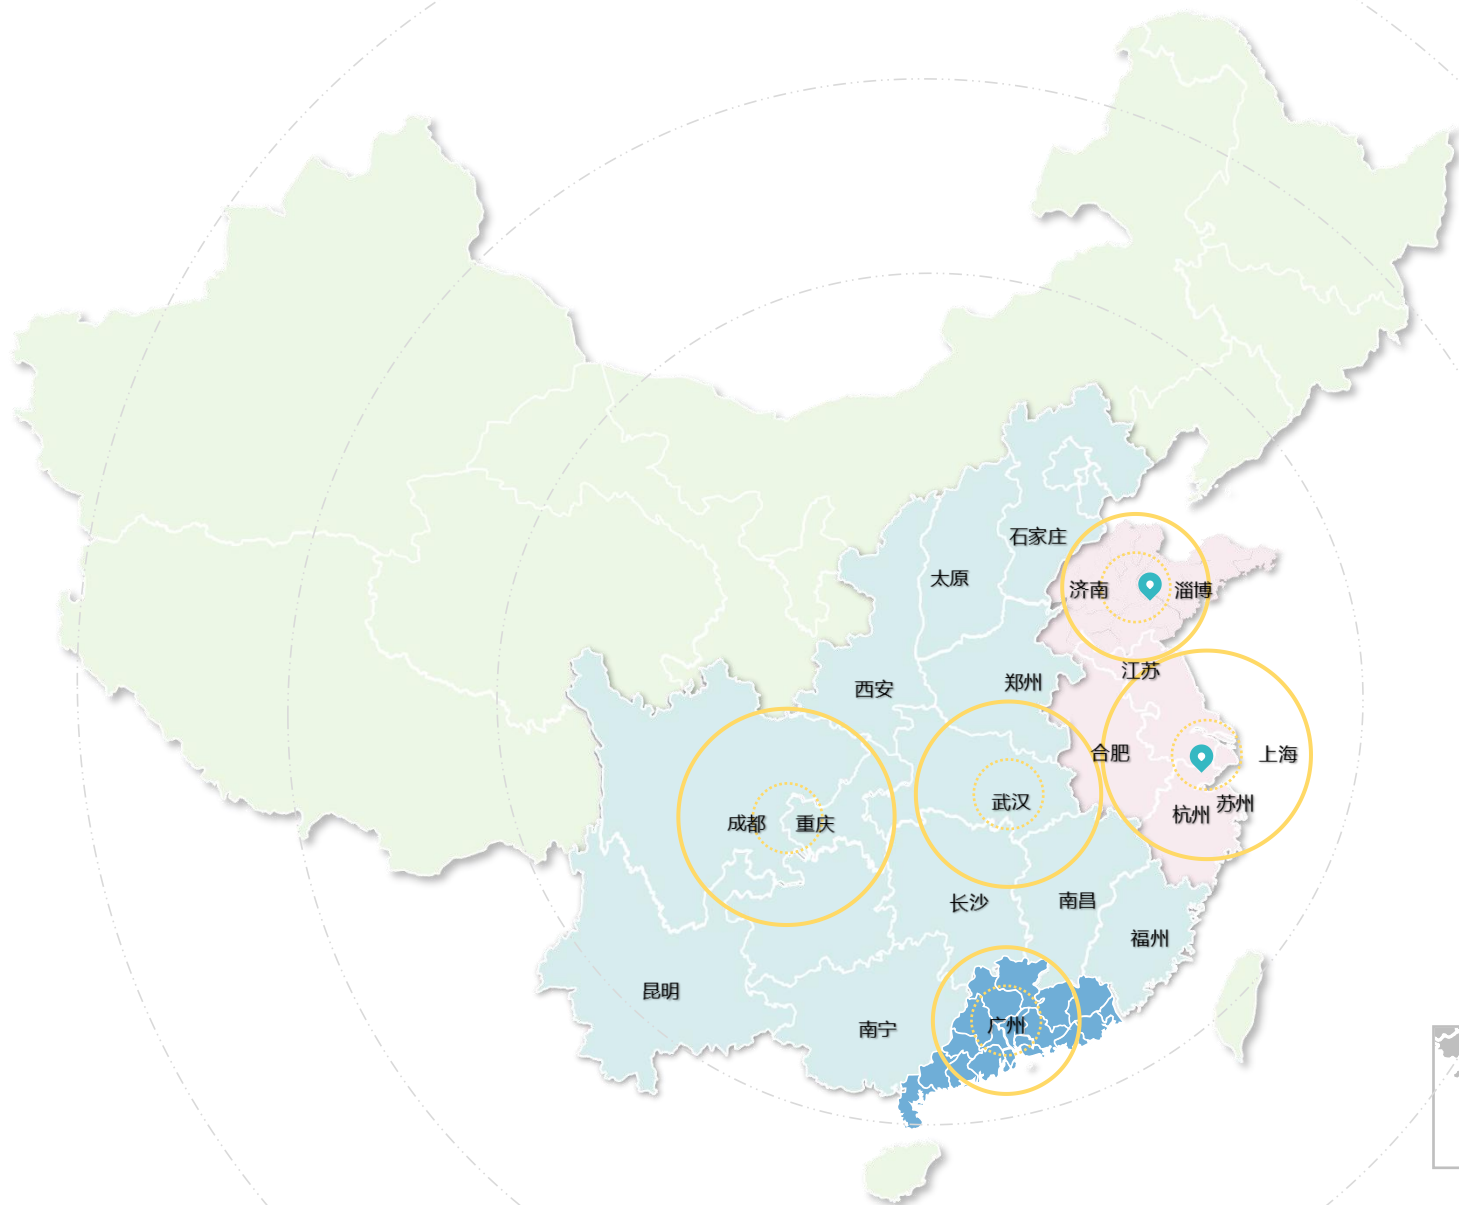 石家庄
太原
济南
淄博
江苏
西安
郑州
合肥
上海
武汉
苏州
杭州
成都
重庆
长沙
南昌
福州
昆明
南宁
广州